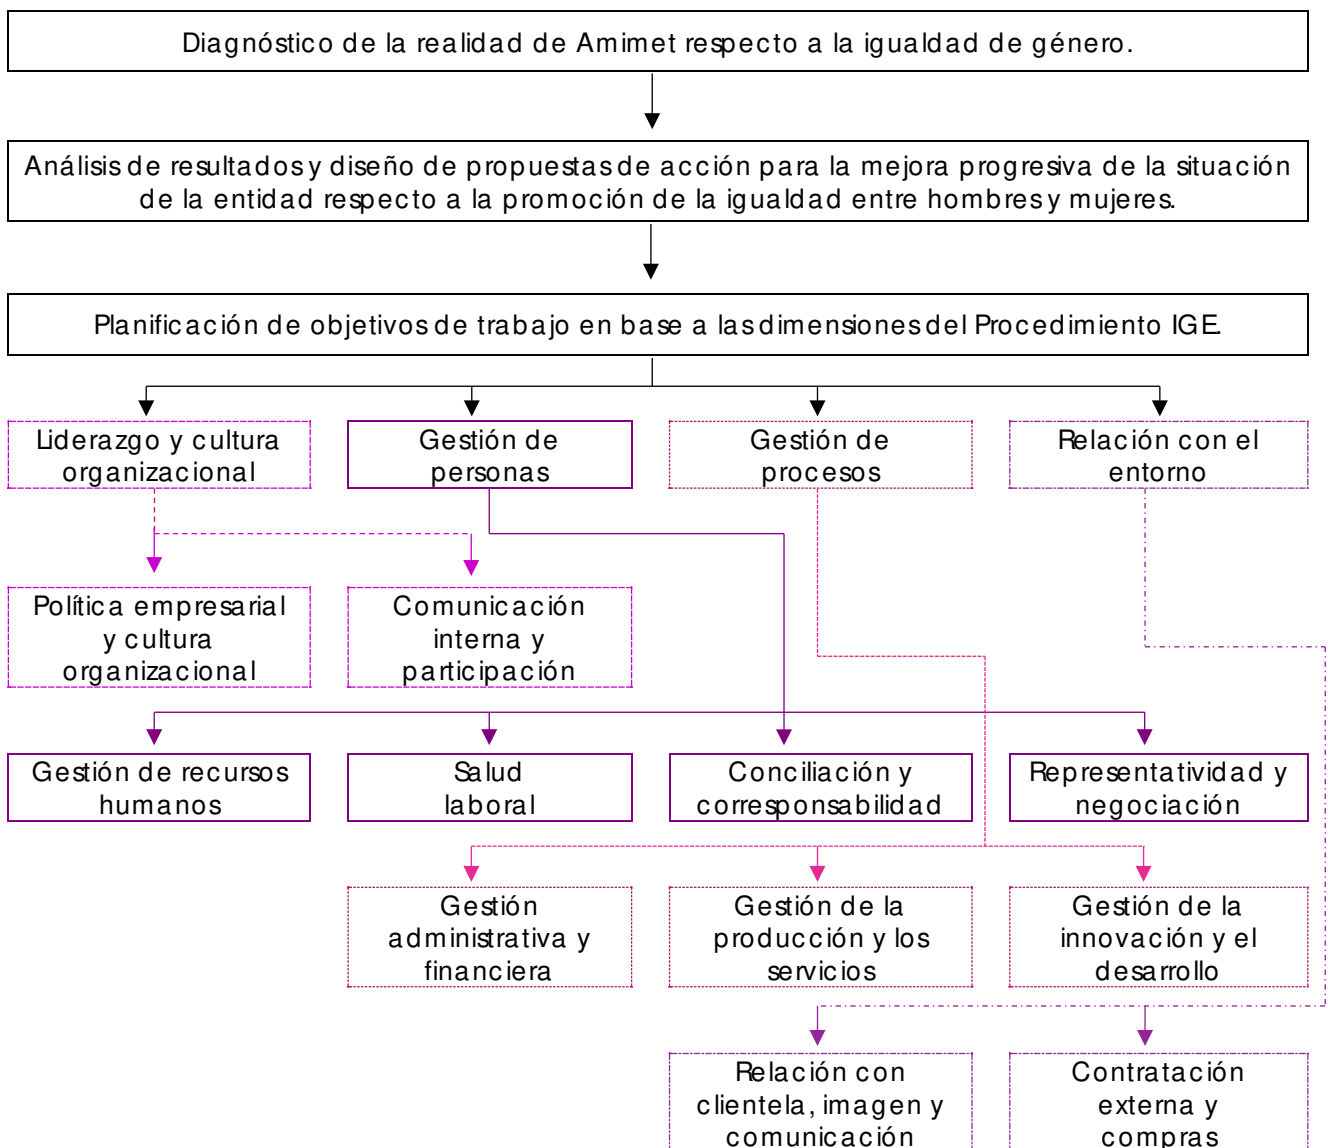 Diagnóstico de la realidad de Amimet respecto a la igualdad de género.
Análisis de resultados y diseño de propuestas de acción para la mejora progresiva de la situación
de la entidad respecto a la promoción de la igualdad entre hombres y mujeres.
Planificación de objetivos de trabajo en base a las dimensiones del Procedimiento IGE.
Liderazgo y cultura
organizacional
Gestión de
personas
Gestión de
procesos
Relación con el
entorno
Política empresarial
y cultura
organizacional
Comunicación
interna y
participación
Gestión de recursos
humanos
Salud
laboral
Conciliación y
corresponsabilidad
Representatividad y
negociación
Gestión
administrativa y
financiera
Gestión de la
producción y los
servicios
Gestión de la
innovación y el
desarrollo
Relación con
clientela, imagen y
comunicación
Contratación
externa y
compras